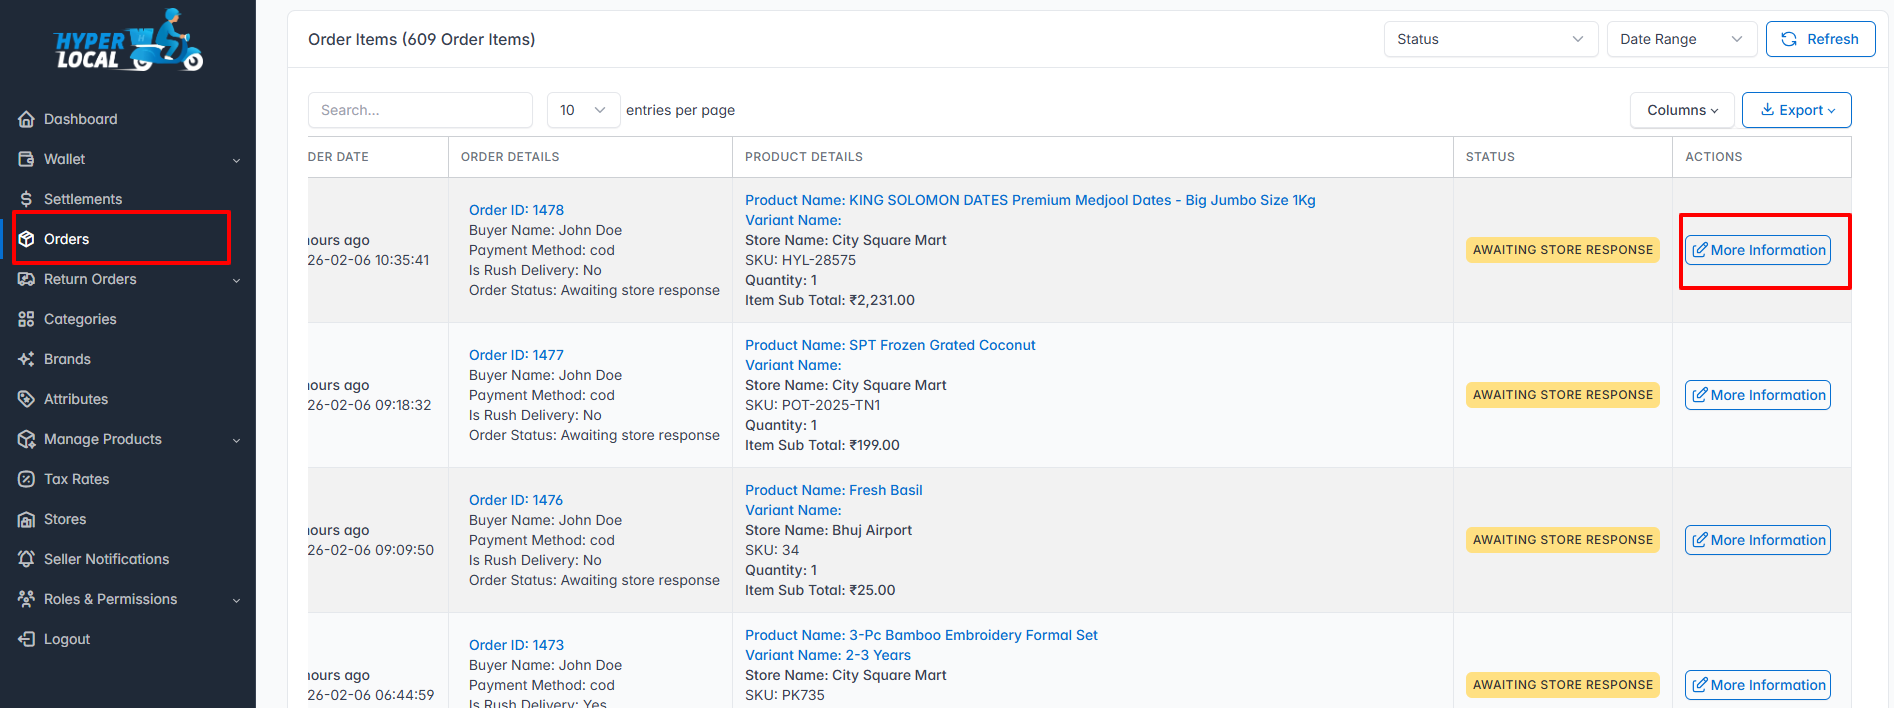 HYPER
LOCAL
Dashboard
Wallet
Settlements
Orders
Return Orders
Categories
Brands
Attributes
Manage Products
Tax Rates
Stores
Seller Notifications
Roles & Permissions
Logout
Order Items (609 Order Items)
Status
Date Range
Refresh
Search...
10
entries per page
Columns
Export
DER DATE
ORDER DETAILS
PRODUCT DETAILS
STATUS
ACTIONS
hours ago
26-02-06 10:35:41
Order ID: 1478
Buyer Name: John Doe
Payment Method: cod
Is Rush Delivery: No
Order Status: Awaiting store response
Product Name: KING SOLOMON DATES Premium Medjool Dates - Big Jumbo Size 1Kg
Variant Name:
Store Name: City Square Mart
SKU: HYL-28575
Quantity: 1
Item Sub Total: ₹2,231.00
AWAITING STORE RESPONSE
More Information
hours ago
26-02-06 09:18:32
Order ID: 1477
Buyer Name: John Doe
Payment Method: cod
Is Rush Delivery: No
Order Status: Awaiting store response
Product Name: SPT Frozen Grated Coconut
Variant Name:
Store Name: City Square Mart
SKU: POT-2025-TN1
Quantity: 1
Item Sub Total: ₹199.00
AWAITING STORE RESPONSE
More Information
hours ago
26-02-06 09:09:50
Order ID: 1476
Buyer Name: John Doe
Payment Method: cod
Is Rush Delivery: No
Order Status: Awaiting store response
Product Name: Fresh Basil
Variant Name:
Store Name: Bhuj Airport
SKU: 34
Quantity: 1
Item Sub Total: ₹25.00
AWAITING STORE RESPONSE
More Information
hours ago
26-02-06 06:44:59
Order ID: 1473
Buyer Name: John Doe
Payment Method: cod
Is Rush Delivery: Yes
Product Name: 3-Pc Bamboo Embroidery Formal Set
Variant Name: 2-3 Years
Store Name: City Square Mart
SKU: PK735
AWAITING STORE RESPONSE
More Information